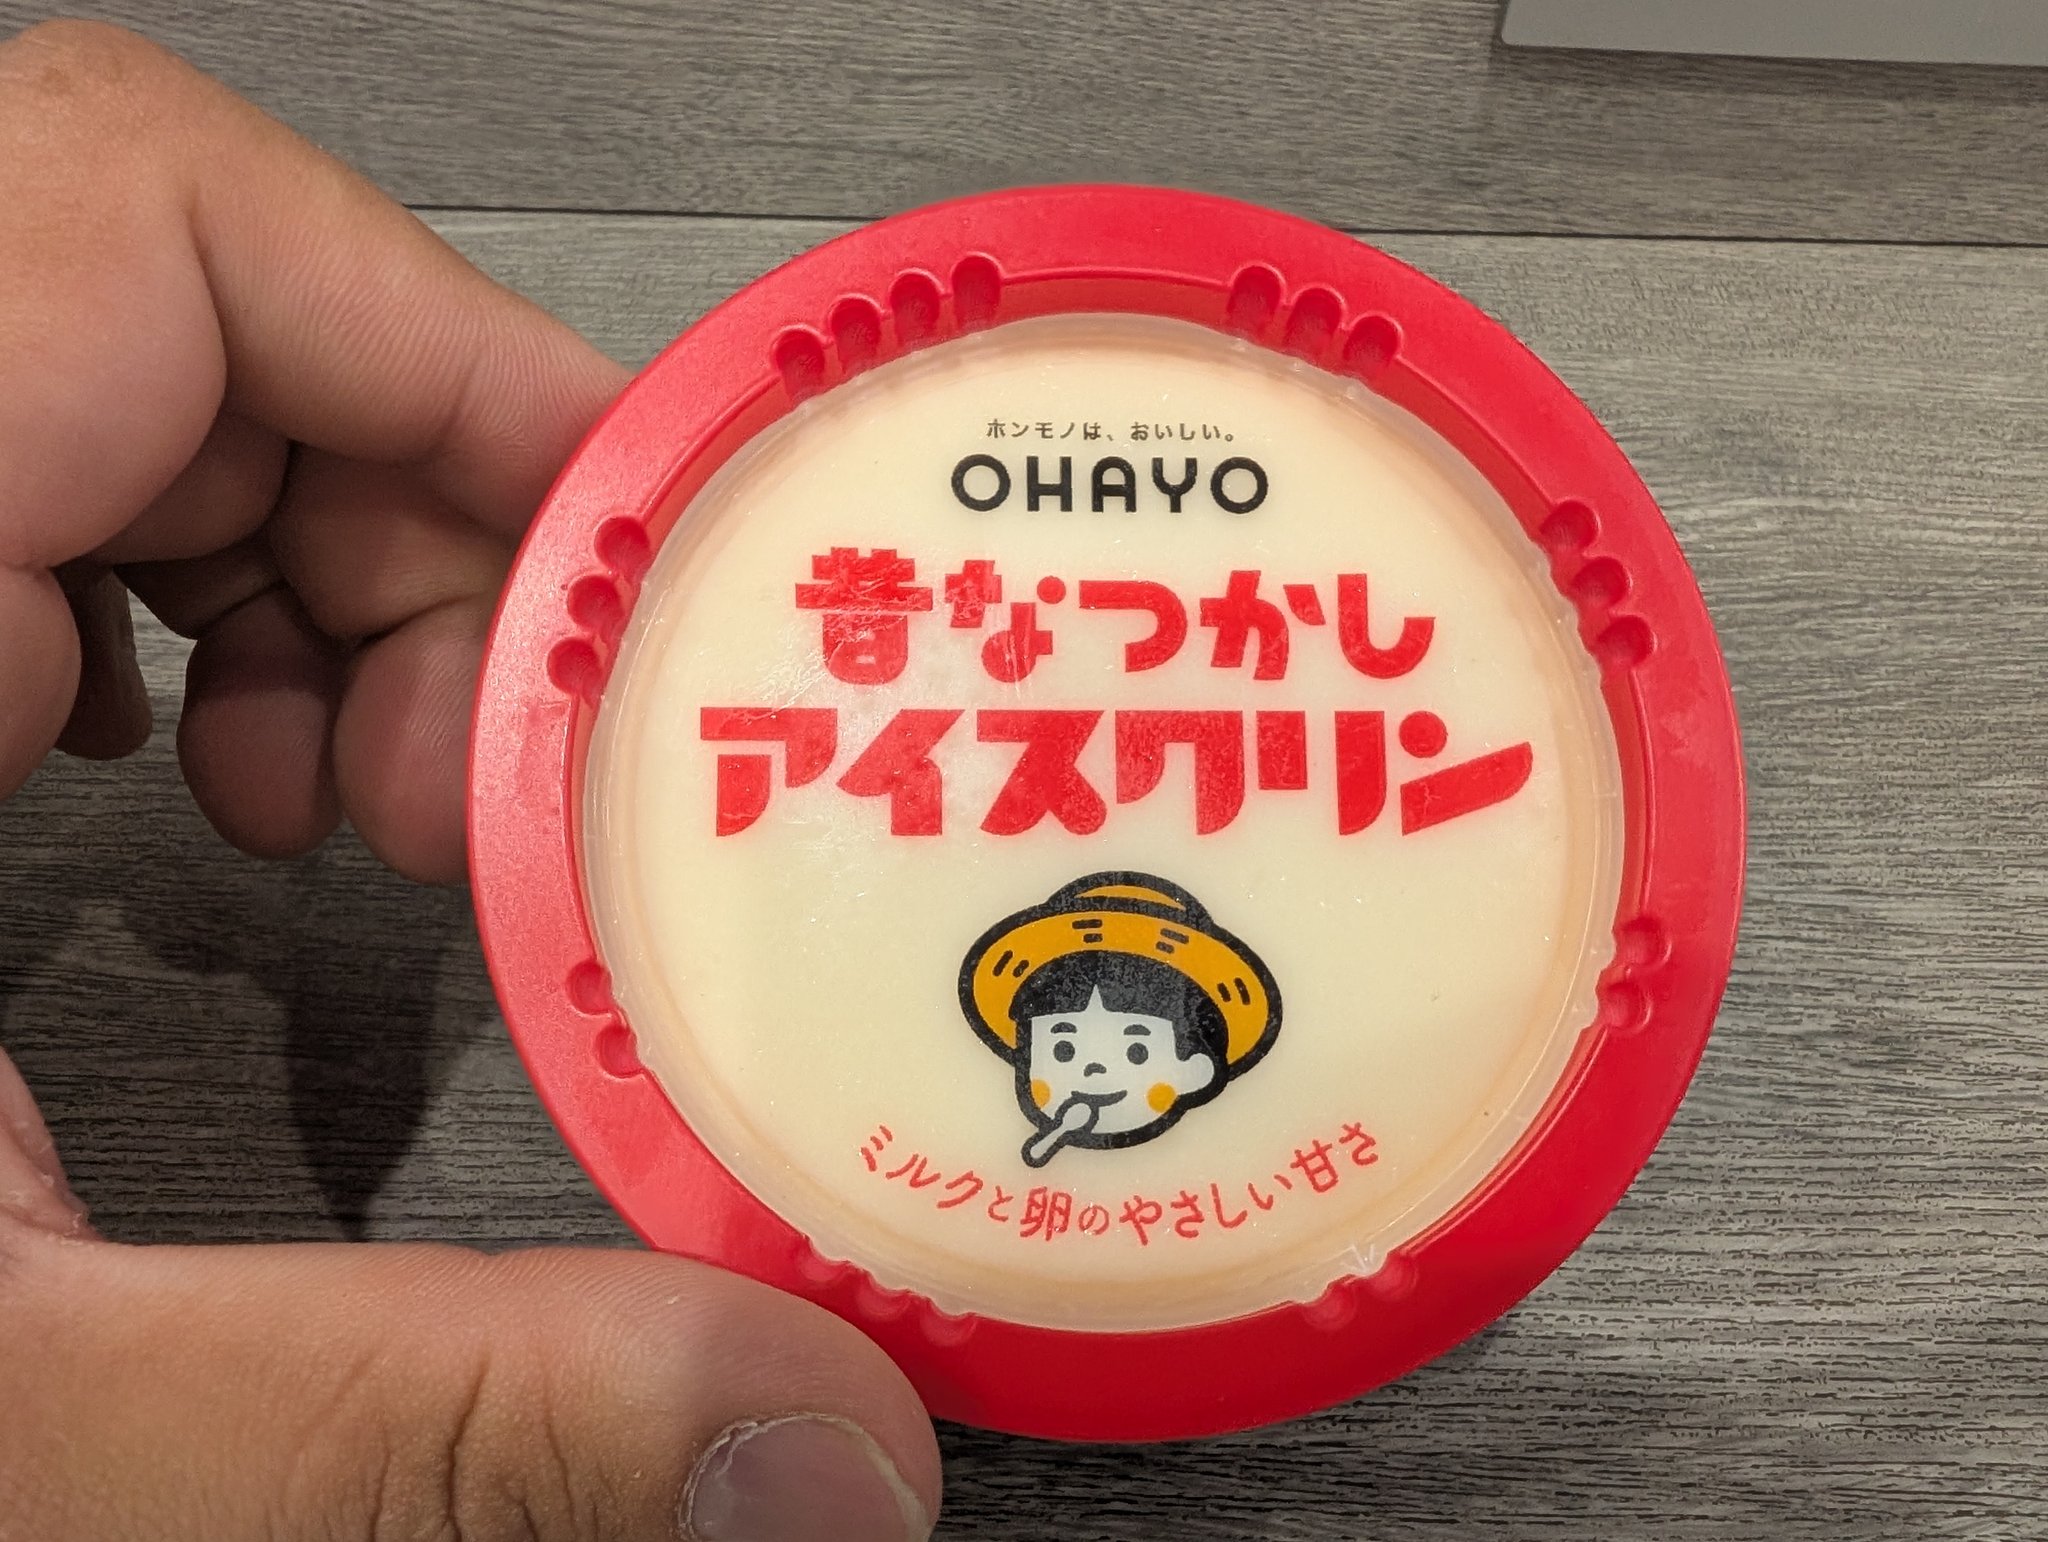 ホンモノは、おいしい。
OHAYO
昔なつかし
アイスクリン
ミルクと卵のやさしい甘さ